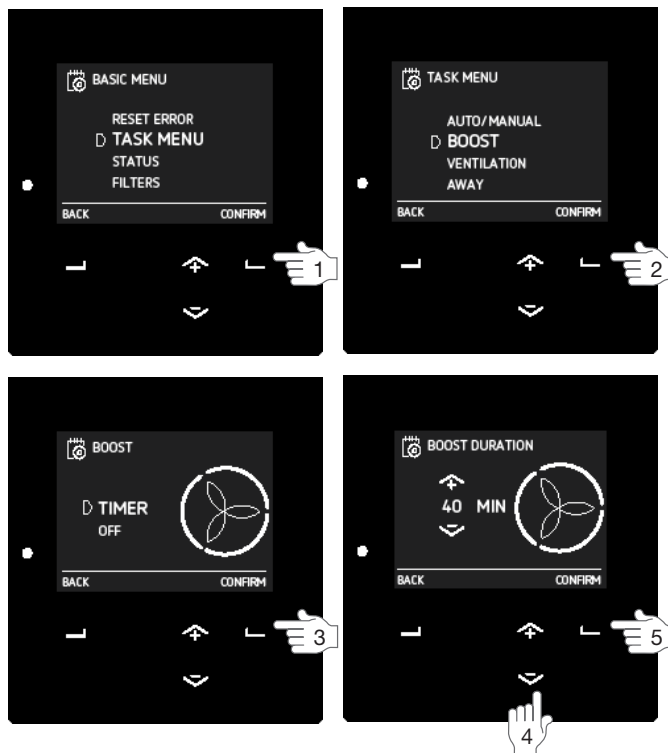 BASIC MENU
RESET ERROR
TASK MENU
STATUS
FILTERS
BACK CONFIRM
1
TASK MENU
AUTO/MANUAL
BOOST
VENTILATION
AWAY
BACK CONFIRM
2
BOOST
TIMER
OFF
BACK CONFIRM
3
BOOST DURATION
40 MIN
BACK CONFIRM
5
4